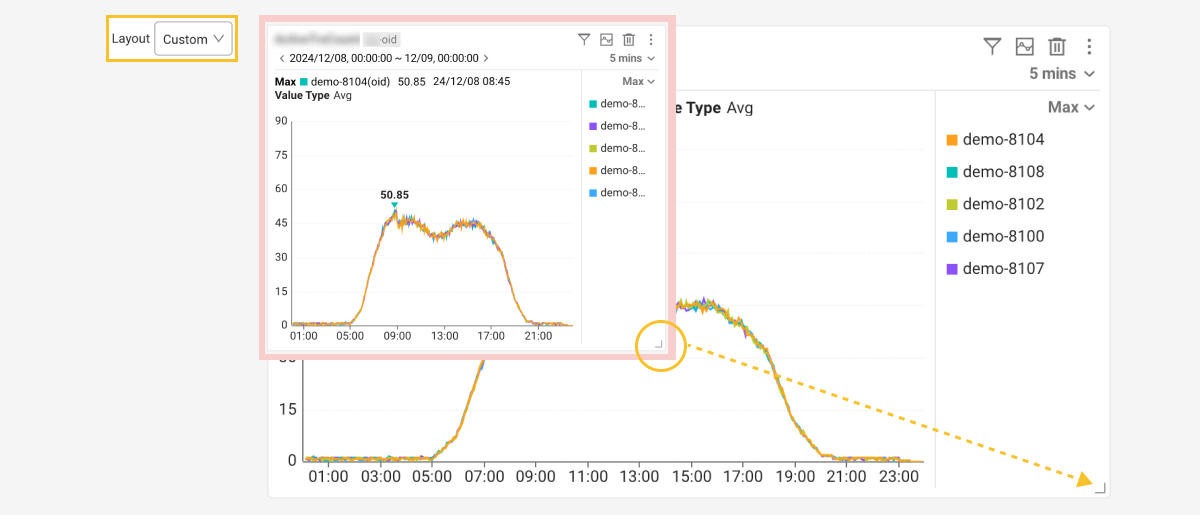 Layout Custom
-oid
2024/12/08, 00:00:00 ~ 12/09, 00:00:00
5 mins
Max demo-8104(oid) 50.85 24/12/08 08:45
Value Type Avg
Max
demo-8...
demo-8...
demo-8...
demo-8...
demo-8...
90
75
60
45
30
15
0
50.85
01:00 05:00 09:00 13:00 17:00 21:00
5 mins
e Type Avg
Max
demo-8104
demo-8108
demo-8102
demo-8100
demo-8107
15
0
01:00 03:00 05:00 07:00 09:00 11:00 13:00 15:00 17:00 19:00 21:00 23:00